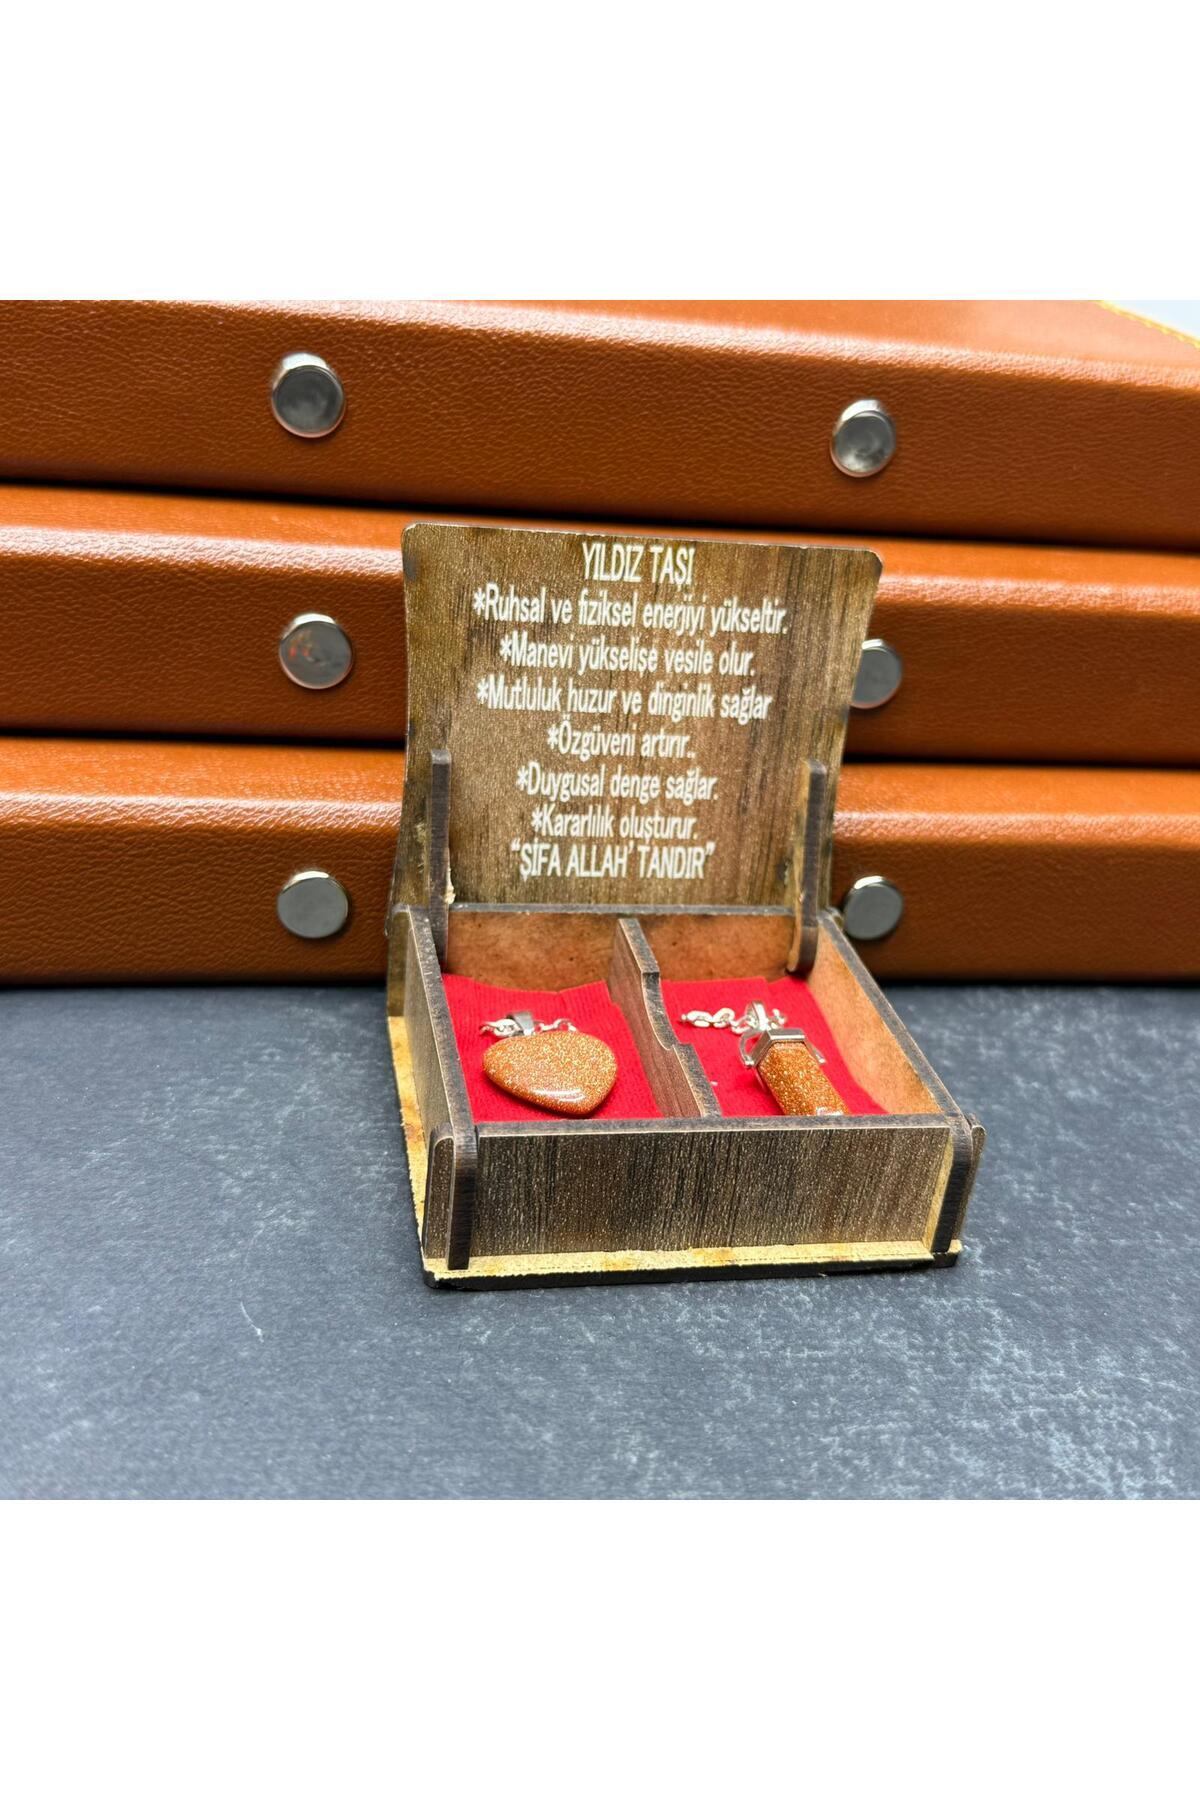 YILDIZ TAŞI
*Ruhsal ve fiziksel enerjiyi yükseltir.
*Manevi yükselişe vesile olur.
*Mutluluk huzur ve dinginlik sağlar
*Özgüveni artırır..
*Duygusal denge sağlar.
*Kararlılık oluşturur.
"ŞİFA ALLAH' TANDIR"